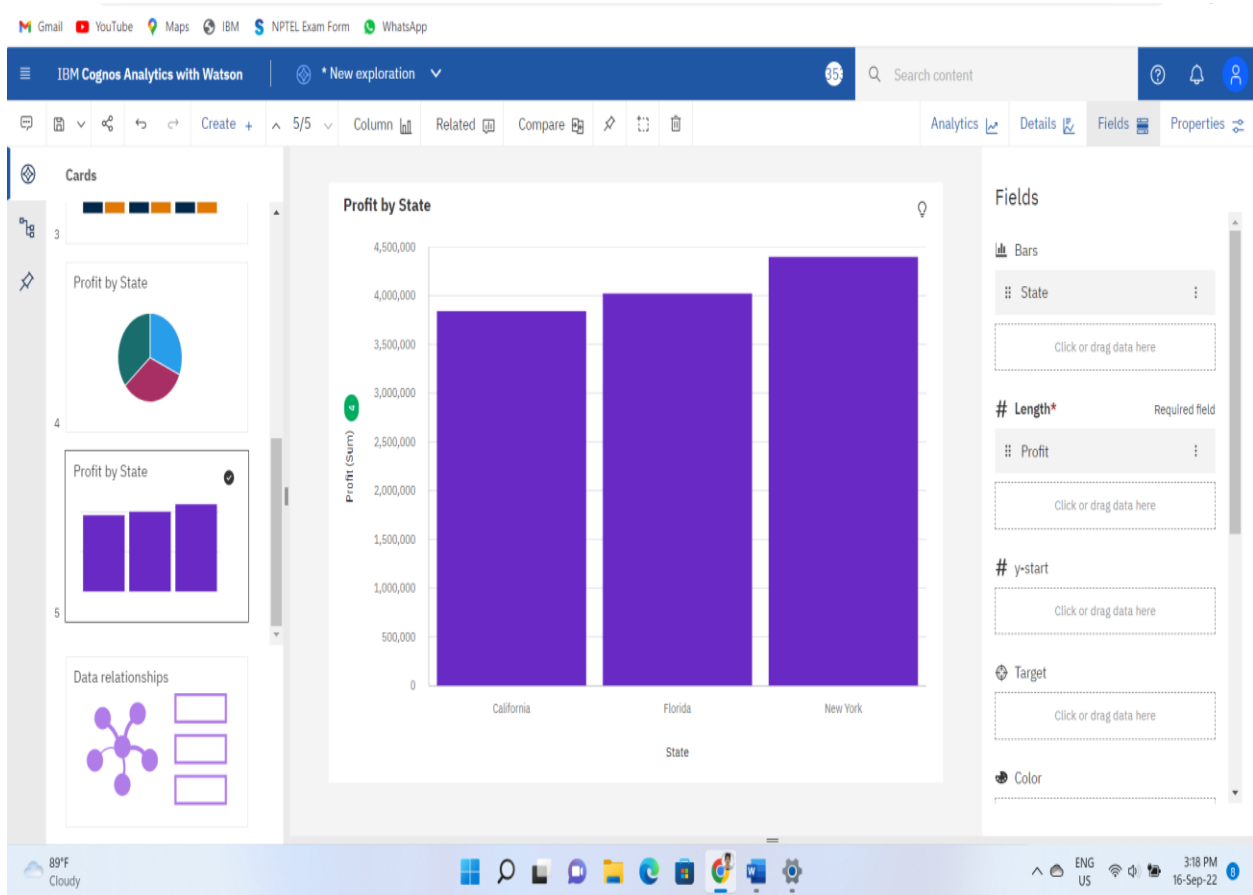 Gmail YouTube Maps IBM NPTEL Exam Form WhatsApp
IBM Cognos Analytics with Watson * New exploration 35 Search content
Create + 5/5 Column Related Compare Analytics Details Fields Properties
Cards
3
Profit by State
4
Profit by State
5
Data relationships
Profit by State
4,500,000
4,000,000
3,500,000
3,000,000
2,500,000
2,000,000
1,500,000
1,000,000
500,000
0
Profit (Sum)
California Florida New York
State
Fields
Bars
State
Click or drag data here
# Length* Required field
Profit
Click or drag data here
# y-start
Click or drag data here
Target
Click or drag data here
Color
89°F
Cloudy
ENG
US
3:18 PM
16-Sep-22
8